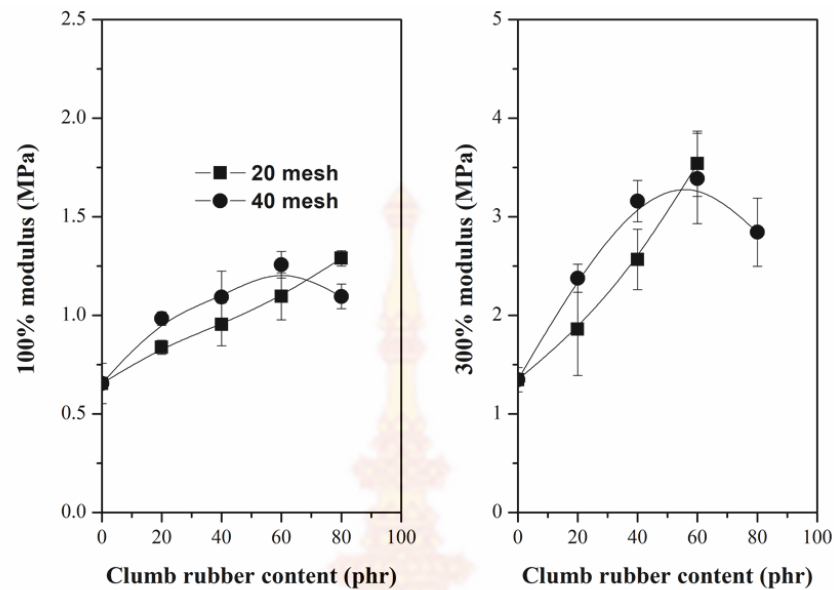 100% modulus (MPa)
2.5
2.0
1.5
1.0
0.5
0.0
20 mesh
40 mesh
0 20 40 60 80 100
Clumb rubber content (phr)
300% modulus (MPa)
5
4
3
2
1
0
0 20 40 60 80 100
Clumb rubber content (phr)